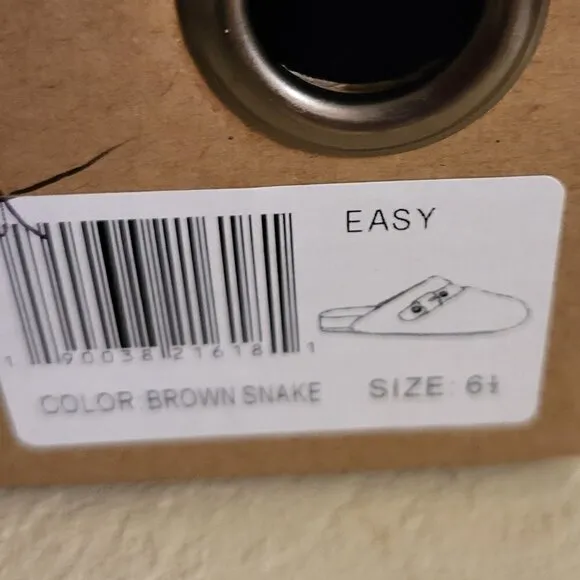 EASY
1 90038 21618 1
COLOR: BROWN SNAKE
SIZE: 6½